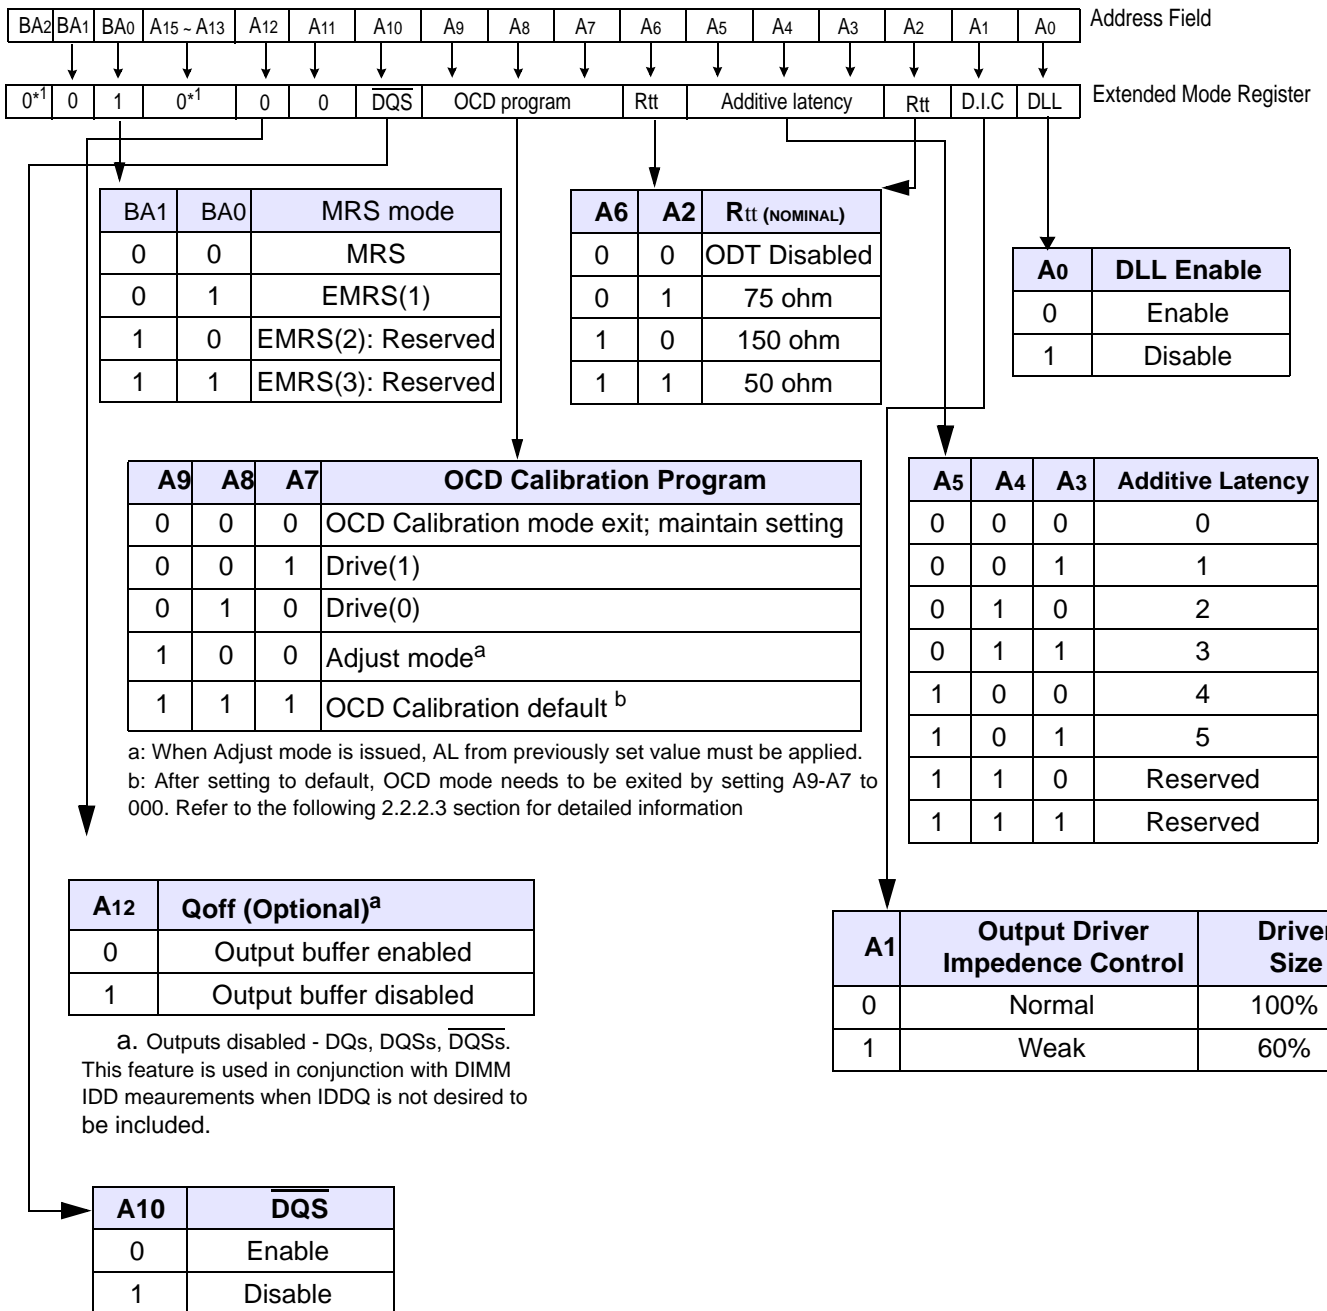 BA2 BA1 BA0 A15 ~ A13 A12 A11 A10 A9 A8 A7 A6 A5 A4 A3 A2 A1 A0 Address Field
0*1 0 1 0*1 0 0 DQS OCD program Rtt Additive latency Rtt D.I.C DLL Extended Mode Register
BA1 BA0 MRS mode
0 0 MRS
0 1 EMRS(1)
1 0 EMRS(2): Reserved
1 1 EMRS(3): Reserved
A6 A2 Rtt (NOMINAL)
0 0 ODT Disabled
0 1 75 ohm
1 0 150 ohm
1 1 50 ohm
A0 DLL Enable
0 Enable
1 Disable
A9 A8 A7 OCD Calibration Program
0 0 0 OCD Calibration mode exit; maintain setting
0 0 1 Drive(1)
0 1 0 Drive(0)
1 0 0 Adjust modea
1 1 1 OCD Calibration default b
a: When Adjust mode is issued, AL from previously set value must be applied.
b: After setting to default, OCD mode needs to be exited by setting A9-A7 to
000. Refer to the following 2.2.2.3 section for detailed information
A5 A4 A3 Additive Latency
0 0 0 0
0 0 1 1
0 1 0 2
0 1 1 3
1 0 0 4
1 0 1 5
1 1 0 Reserved
1 1 1 Reserved
A12 Qoff (Optional)a
0 Output buffer enabled
1 Output buffer disabled
a. Outputs disabled - DQs, DQSs, DQSs.
This feature is used in conjunction with DIMM
IDD meaurements when IDDQ is not desired to
be included.
A1 Output Driver Impedence Control Driver Size
0 Normal 100%
1 Weak 60%
A10 DQS
0 Enable
1 Disable